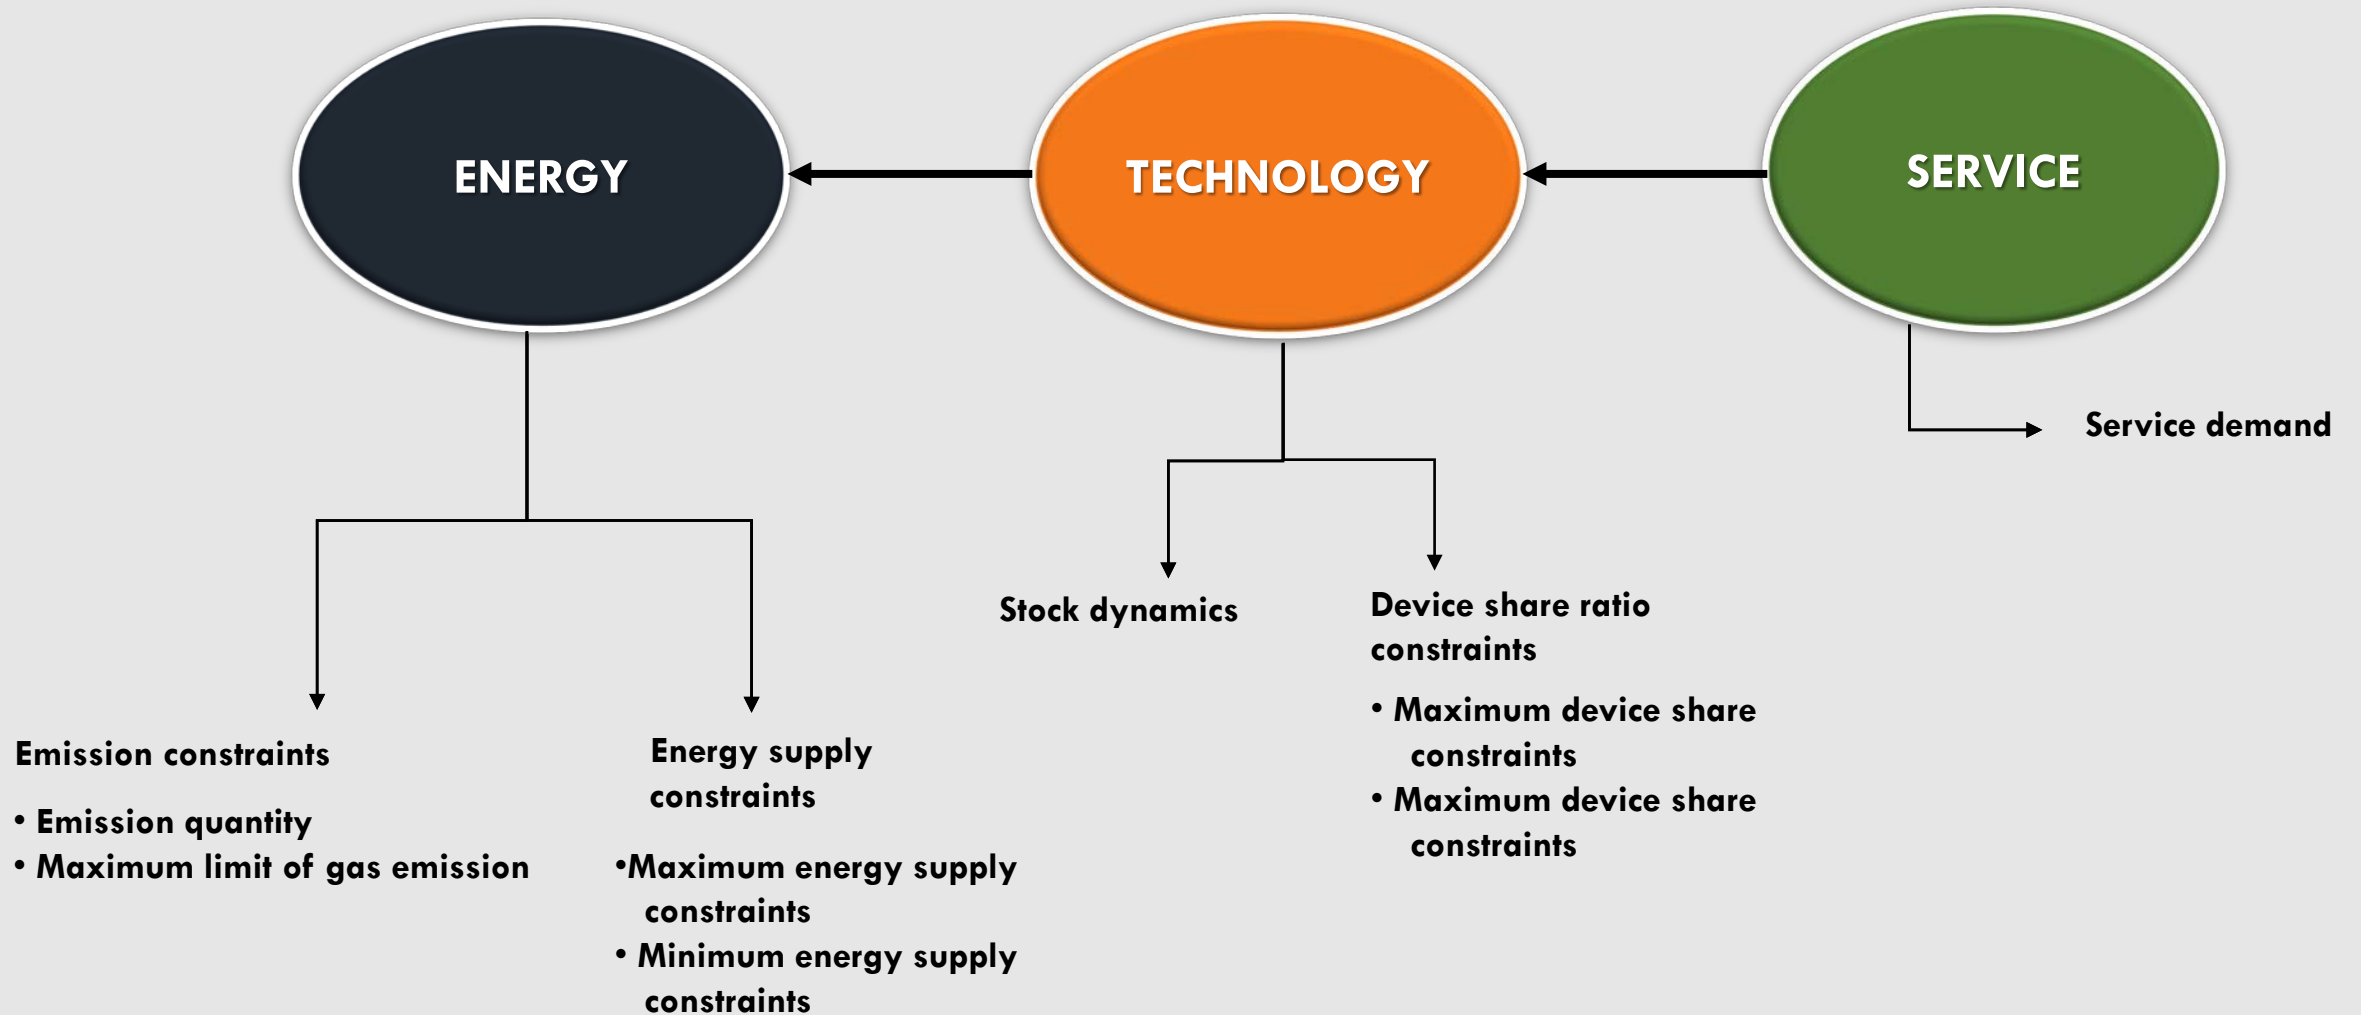 ENERGY
TECHNOLOGY
SERVICE
Service demand
Stock dynamics
Device share ratio
constraints
• Maximum device share
constraints
• Maximum device share
constraints
Emission constraints
• Emission quantity
• Maximum limit of gas emission
Energy supply
constraints
•Maximum energy supply
constraints
• Minimum energy supply
constraints